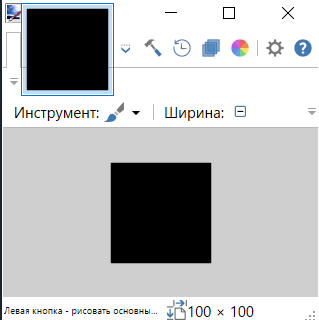 Инструмент: Ширина:
Левая кнопка - рисовать основны... 100 × 100